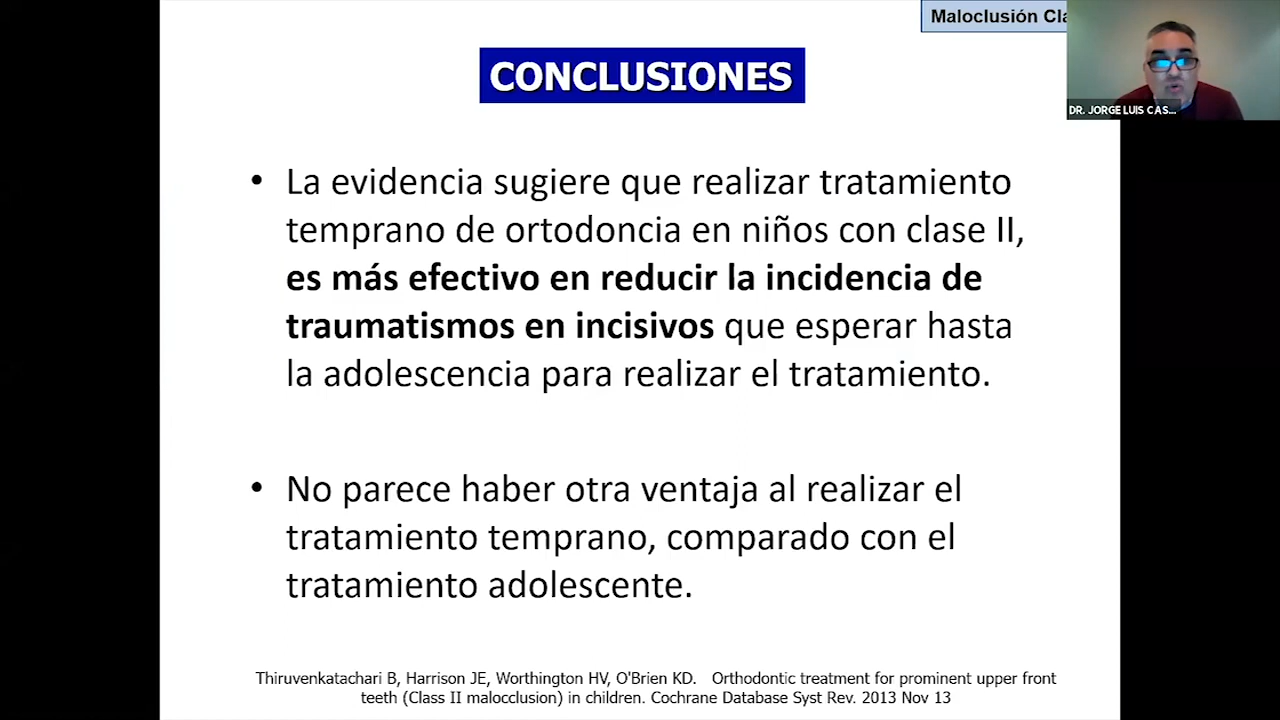 Maloclusión Cla
DR. JORGE LUIS CAS...
CONCLUSIONES
• La evidencia sugiere que realizar tratamiento
temprano de ortodoncia en niños con clase II,
es más efectivo en reducir la incidencia de
traumatismos en incisivos que esperar hasta
la adolescencia para realizar el tratamiento.
• No parece haber otra ventaja al realizar el
tratamiento temprano, comparado con el
tratamiento adolescente.
Thiruvenkatachari B, Harrison JE, Worthington HV, O'Brien KD. Orthodontic treatment for prominent upper front
teeth (Class II malocclusion) in children. Cochrane Database Syst Rev. 2013 Nov 13